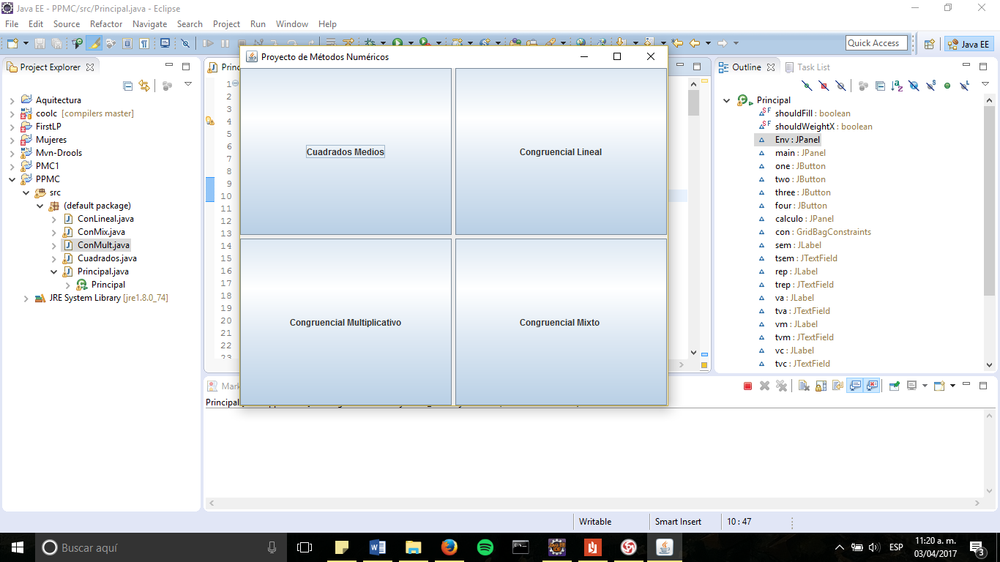 Java EE - PPMC/src/Principal.java - Eclipse
File Edit Source Refactor Navigate Search Project Run Window Help
Quick Access
Java EE
Project Explorer
Aquitectura
coolc [compilers master]
FirstLP
Mujeres
Mvn-Drools
PMC1
PPMC
src
(default package)
ConLineal.java
ConMix.java
ConMult.java
Cuadrados.java
Principal.java
Principal
JRE System Library [jre1.8.0_74]
1
2
3
4
5
6
7
8
9
10
11
12
13
14
15
16
17
18
19
20
21
22
23
Proyecto de Métodos Numéricos
Cuadrados Medios
Congruencial Lineal
Congruencial Multiplicativo
Congruencial Mixto
Outline
Task List
Principal
shouldFill : boolean
shouldWeightX : boolean
Env : JPanel
main : JPanel
one : JButton
two : JButton
three : JButton
four : JButton
calculo : JPanel
con : GridBagConstraints
sem : JLabel
tsem : JTextField
rep : JLabel
trep : JTextField
va : JLabel
tva : JTextField
vm : JLabel
tvm : JTextField
vc : JLabel
tvc : JTextField
Mark
Principal
Writable
Smart Insert
10 : 47
Buscar aquí
ESP
11:20 a. m.
03/04/2017
3